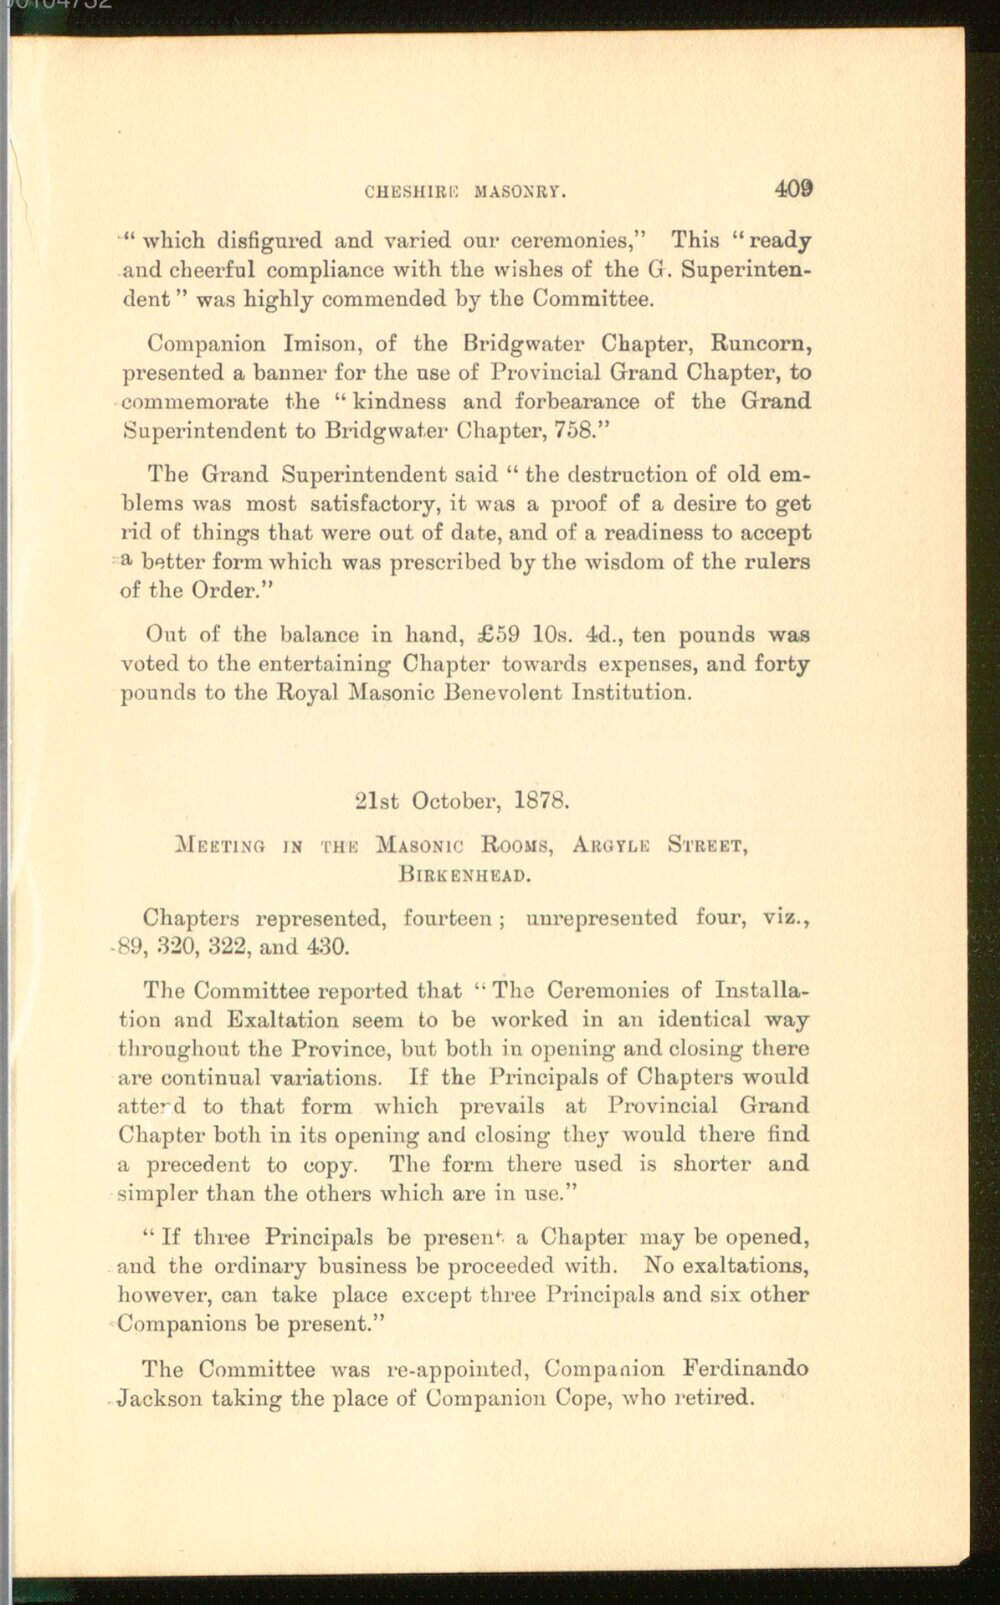 CHESHIRE MASONRY. 409
“ which disfigured and varied our ceremonies,” This “ ready
and cheerful compliance with the wishes of the G. Superinten-
dent ” was highly commended by the Committee.
Companion Imison, of the Bridgwater Chapter, Runcorn,
presented a banner for the use of Provincial Grand Chapter, to
commemorate the “ kindness and forbearance of the Grand
Superintendent to Bridgwater Chapter, 758.”
The Grand Superintendent said “ the destruction of old em-
blems was most satisfactory, it was a proof of a desire to get
rid of things that were out of date, and of a readiness to accept
a better form which was prescribed by the wisdom of the rulers
of the Order.”
Out of the balance in hand, £59 10s. 4d., ten pounds was
voted to the entertaining Chapter towards expenses, and forty
pounds to the Royal Masonic Benevolent Institution.
21st October, 1878.
MEETING IN THE MASONIC ROOMS, ARGYLE STREET,
BIRKENHEAD.
Chapters represented, fourteen ; unrepresented four, viz.,
89, 320, 322, and 430.
The Committee reported that “ The Ceremonies of Installa-
tion and Exaltation seem to be worked in an identical way
throughout the Province, but both in opening and closing there
are continual variations. If the Principals of Chapters would
attend to that form which prevails at Provincial Grand
Chapter both in its opening and closing they would there find
a precedent to copy. The form there used is shorter and
simpler than the others which are in use.”
“ If three Principals be present a Chapter may be opened,
and the ordinary business be proceeded with. No exaltations,
however, can take place except three Principals and six other
Companions be present.”
The Committee was re-appointed, Companion Ferdinando
Jackson taking the place of Companion Cope, who retired.